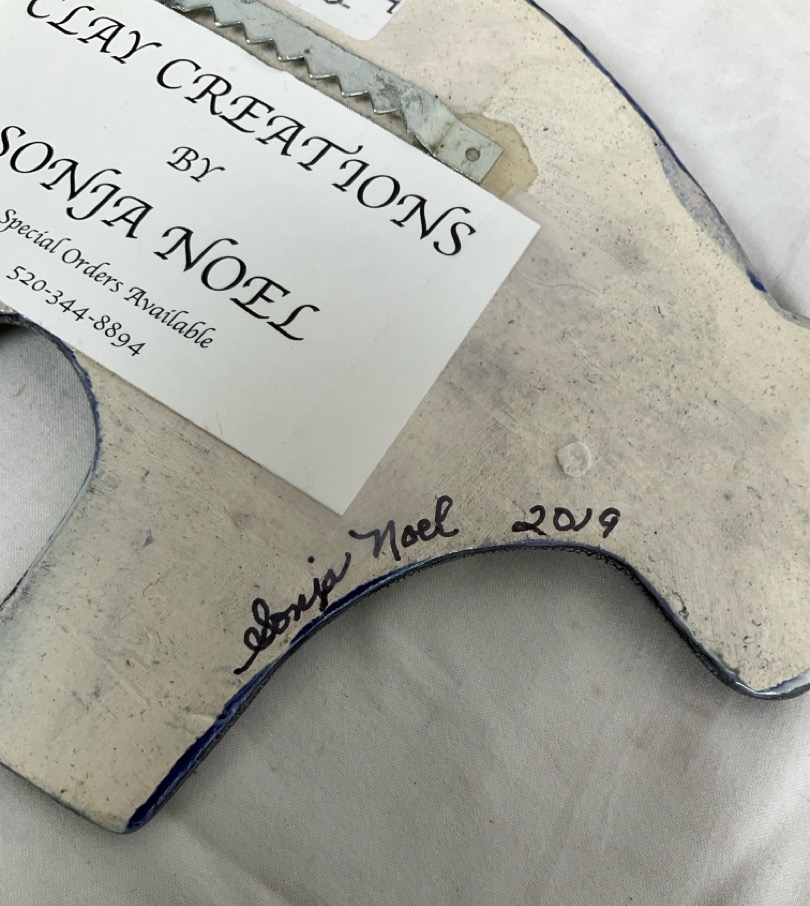 CLAY CREATIONS
BY
SONJA NOEL
Special Orders Available
520-344-8894
Sonja Noel 2019